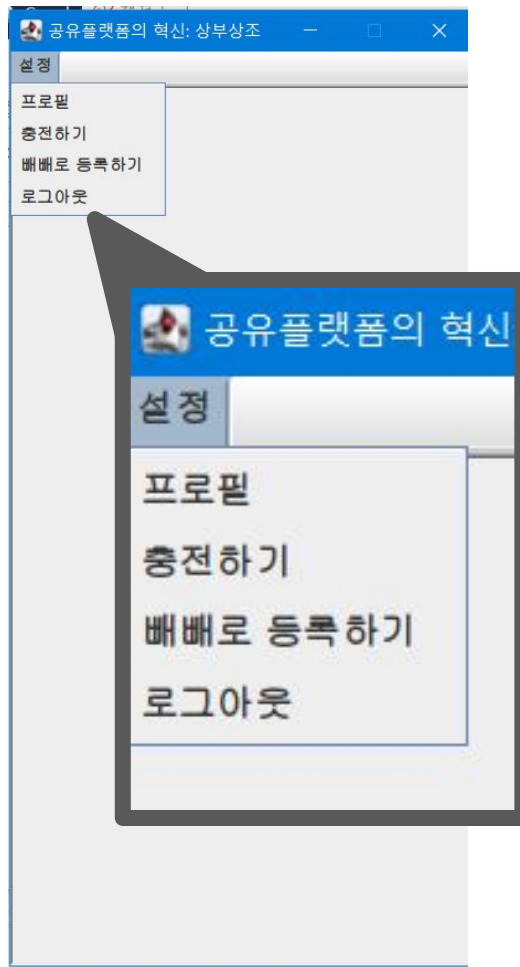 공유플랫폼의 혁신: 상부상조
설정
프로필
충전하기
빼빼로 등록하기
로그아웃
공유플랫폼의 혁신
설정
프로필
충전하기
빼빼로 등록하기
로그아웃